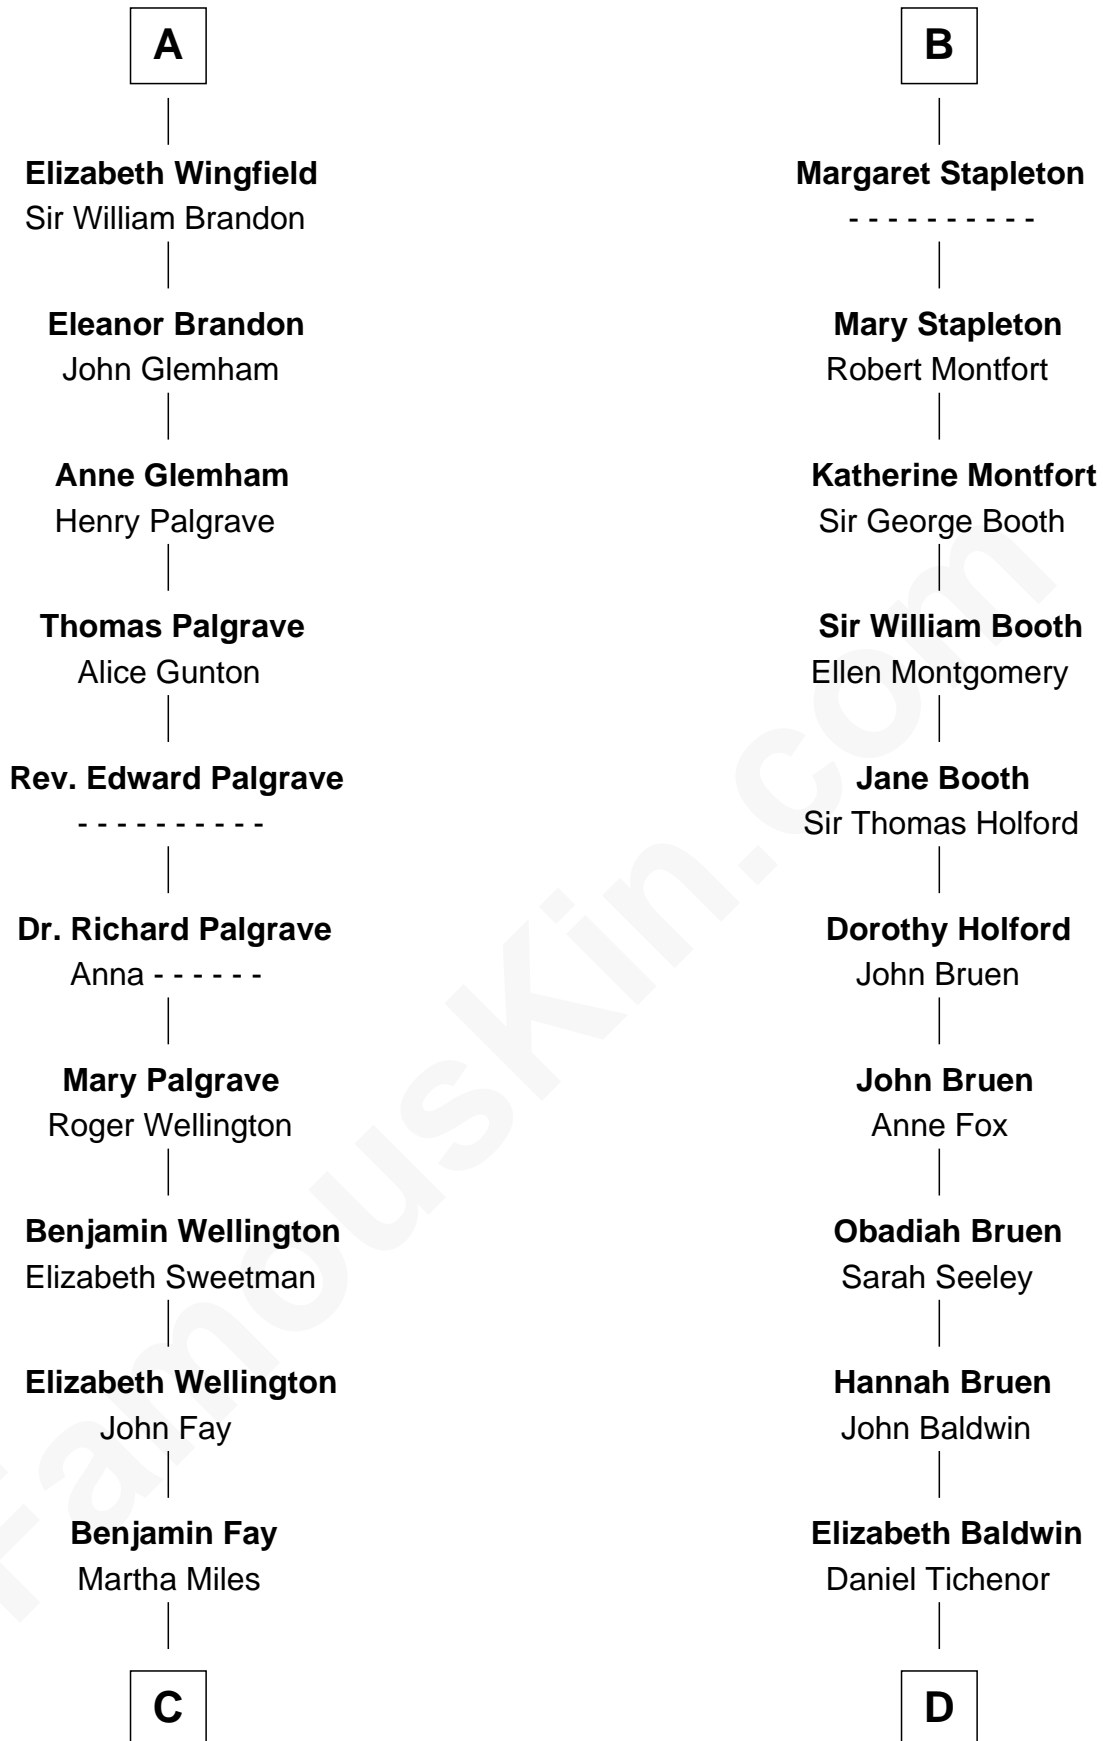 A
Elizabeth Wingfield
Sir William Brandon
Eleanor Brandon
John Glemham
Anne Glemham
Henry Palgrave
Thomas Palgrave
Alice Gunton
Rev. Edward Palgrave
- - - - - - - - - -
Dr. Richard Palgrave
Anna - - - - - -
Mary Palgrave
Roger Wellington
Benjamin Wellington
Elizabeth Sweetman
Elizabeth Wellington
John Fay
Benjamin Fay
Martha Miles
C
B
Margaret Stapleton
- - - - - - - - - -
Mary Stapleton
Robert Montfort
Katherine Montfort
Sir George Booth
Sir William Booth
Ellen Montgomery
Jane Booth
Sir Thomas Holford
Dorothy Holford
John Bruen
John Bruen
Anne Fox
Obadiah Bruen
Sarah Seeley
Hannah Bruen
John Baldwin
Elizabeth Baldwin
Daniel Tichenor
D
FamousKin.com